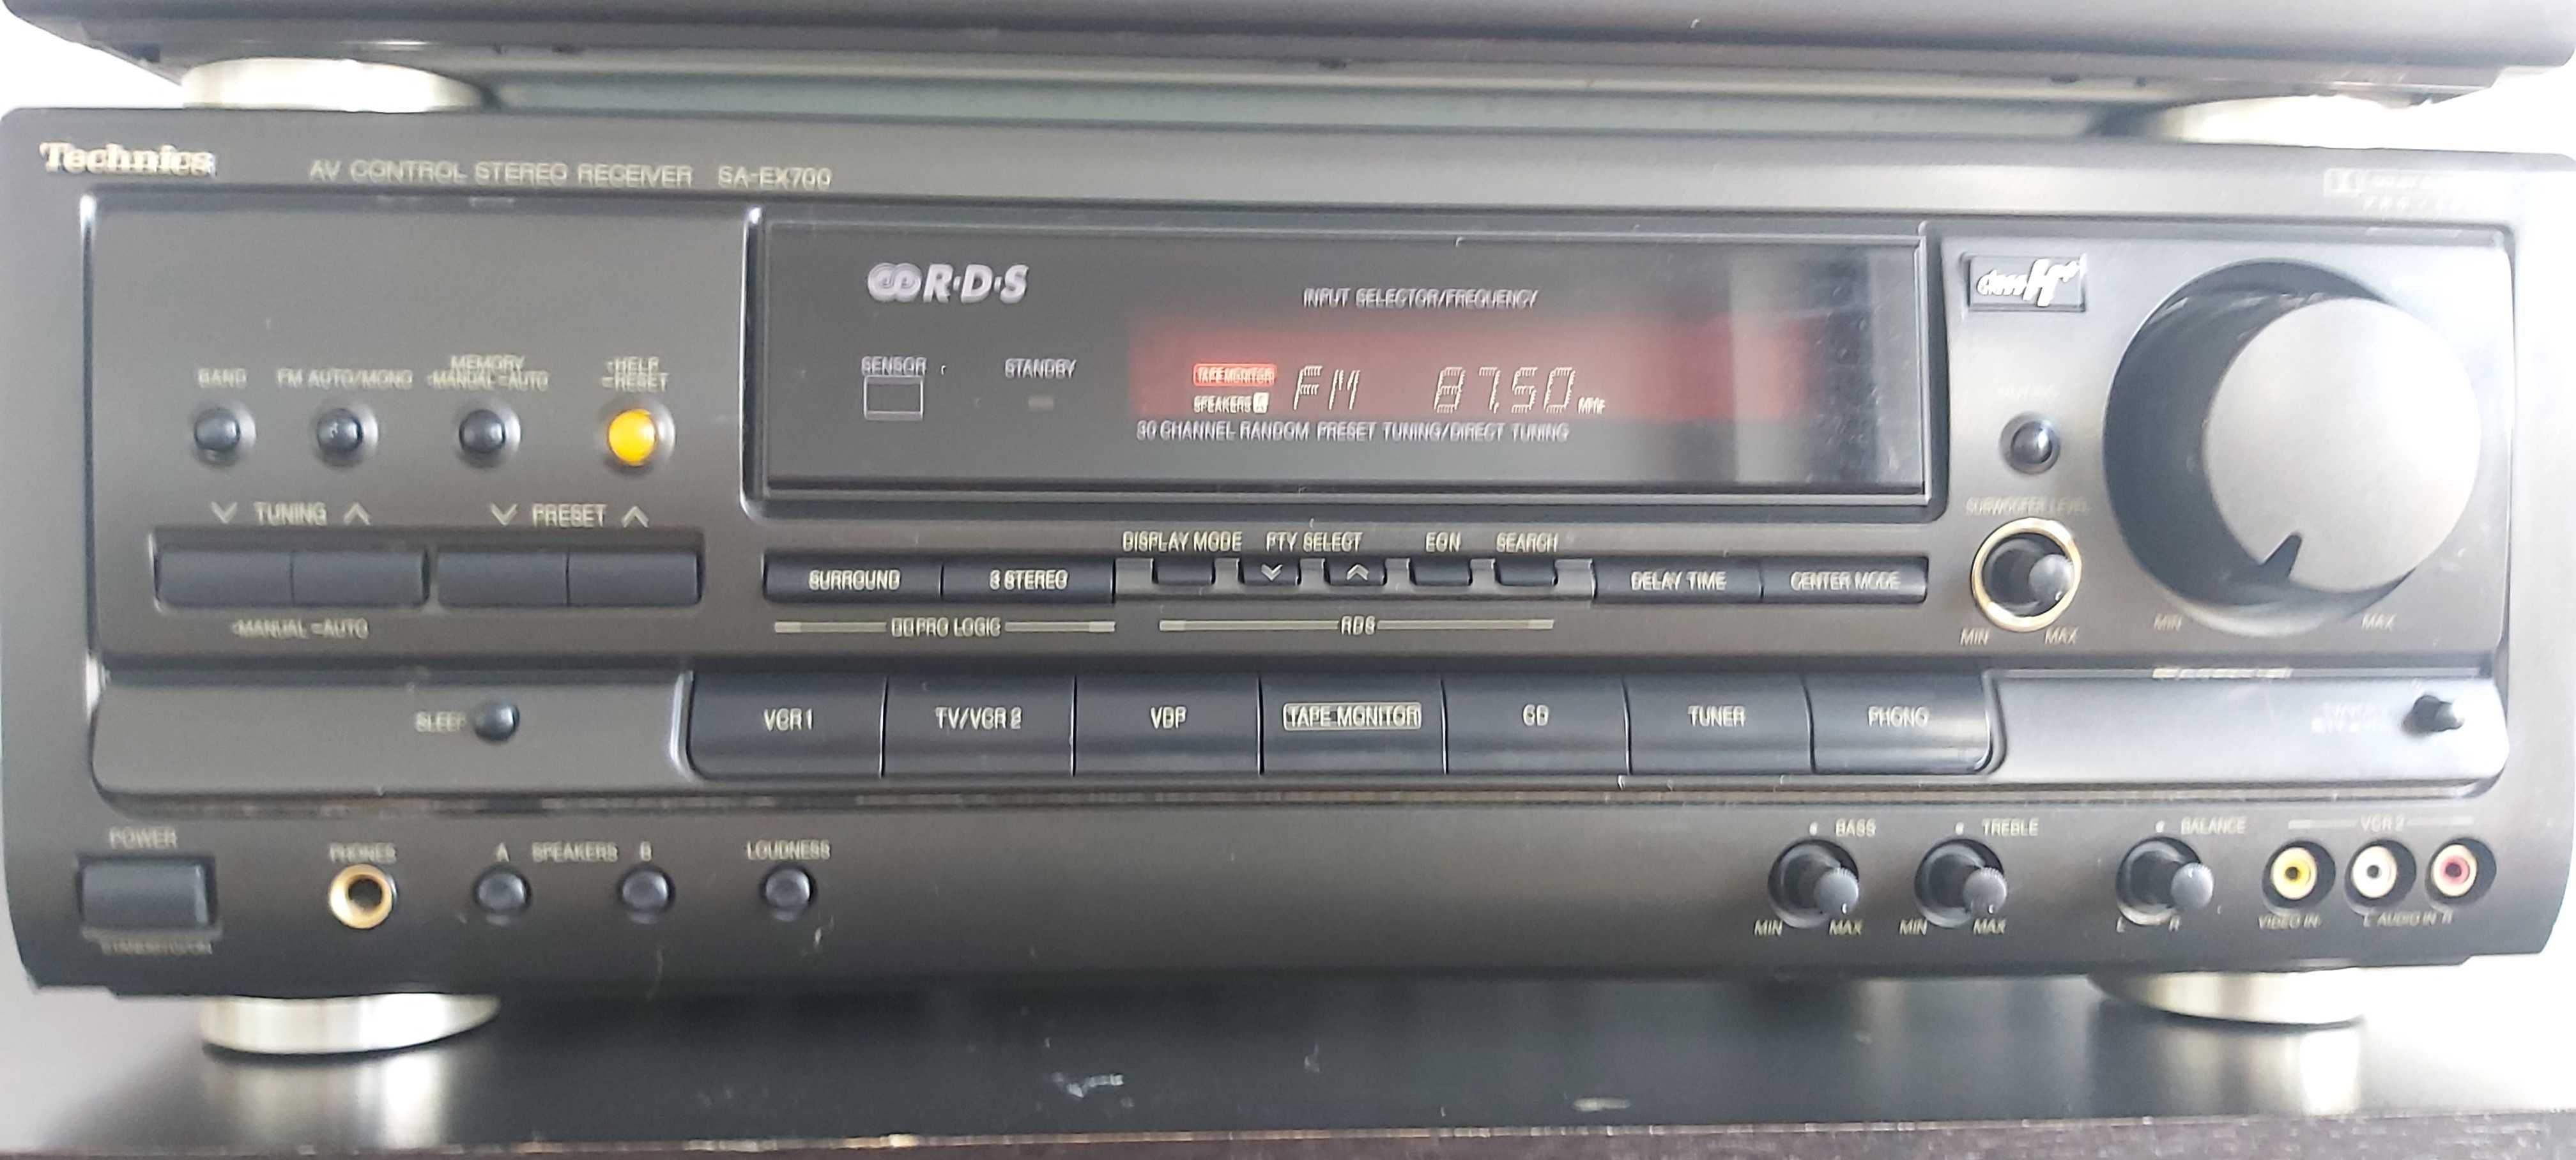 Technics
AV CONTROL STEREO RECEIVER SA-EX700
R·D·S
INPUT SELECTOR/FREQUENCY
class H+
SENSOR
STANDBY
TAPE MONITOR
SPEAKERS A
FM 87.50 MHz
30 CHANNEL RANDOM PRESET TUNING/DIRECT TUNING
BAND
FM AUTO/MONO
MEMORY
-MANUAL =AUTO
-HELP
=RESET
TUNING
PRESET
-MANUAL =AUTO
SUBWOOFER LEVEL
MIN MAX
MIN MAX
DISPLAY MODE
PTY SELECT
EON
SEARCH
SURROUND
3 STEREO
DELAY TIME
CENTER MODE
PRO LOGIC
RDS
SLEEP
VCR 1
TV/VCR 2
VDP
TAPE MONITOR
CD
TUNER
PHONO
POWER
PHONES
A SPEAKERS B
LOUDNESS
BASS
MIN MAX
TREBLE
MIN MAX
BALANCE
L R
VCR 2
VIDEO IN
L AUDIO IN R